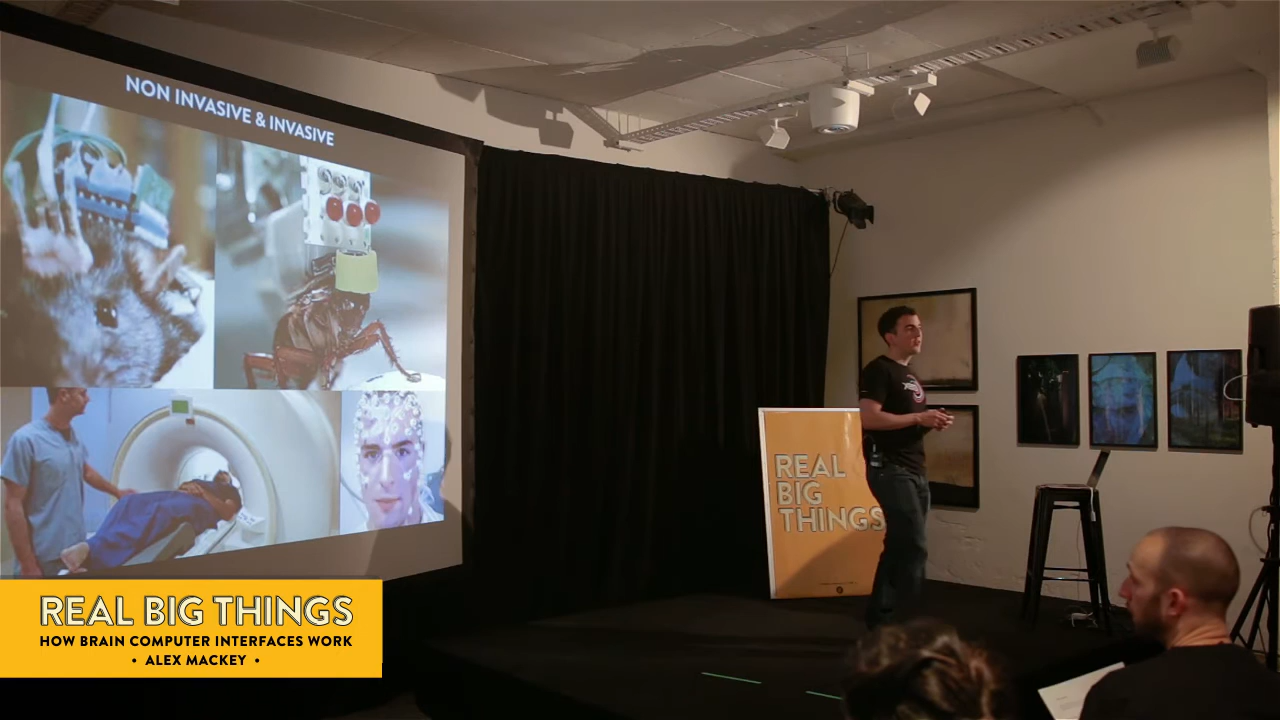 NON INVASIVE & INVASIVE
REAL
BIG
THINGS
REAL BIG THINGS
HOW BRAIN COMPUTER INTERFACES WORK
• ALEX MACKEY •